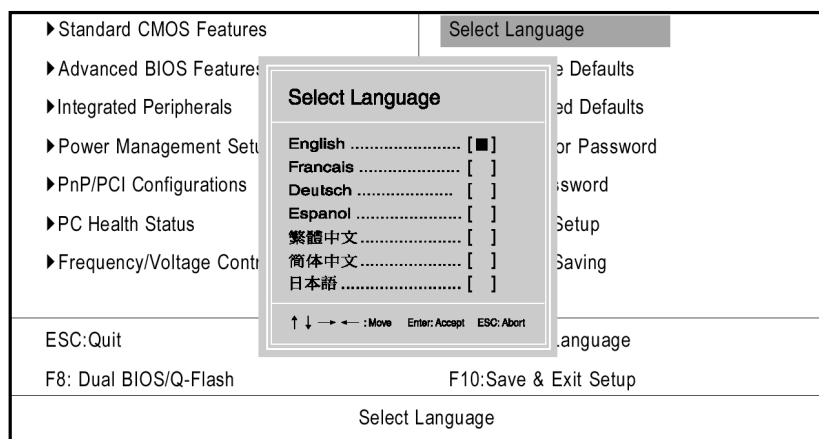 ▶Standard CMOS Features
Select Language
▶Advanced BIOS Features
e Defaults
▶Integrated Peripherals
ed Defaults
▶Power Management Setu
or Password
▶PnP/PCI Configurations
sword
▶PC Health Status
Setup
▶Frequency/Voltage Contr
Saving
Select Language
English ...................... [■]
Francais ..................... [ ]
Deutsch ................... [ ]
Espanol ..................... [ ]
繁體中文.................... [ ]
简体中文.................... [ ]
日本語........................ [ ]
↑↓→← :Move Enter: Accept ESC: Abort
ESC:Quit
Language
F8: Dual BIOS/Q-Flash
F10:Save & Exit Setup
Select Language